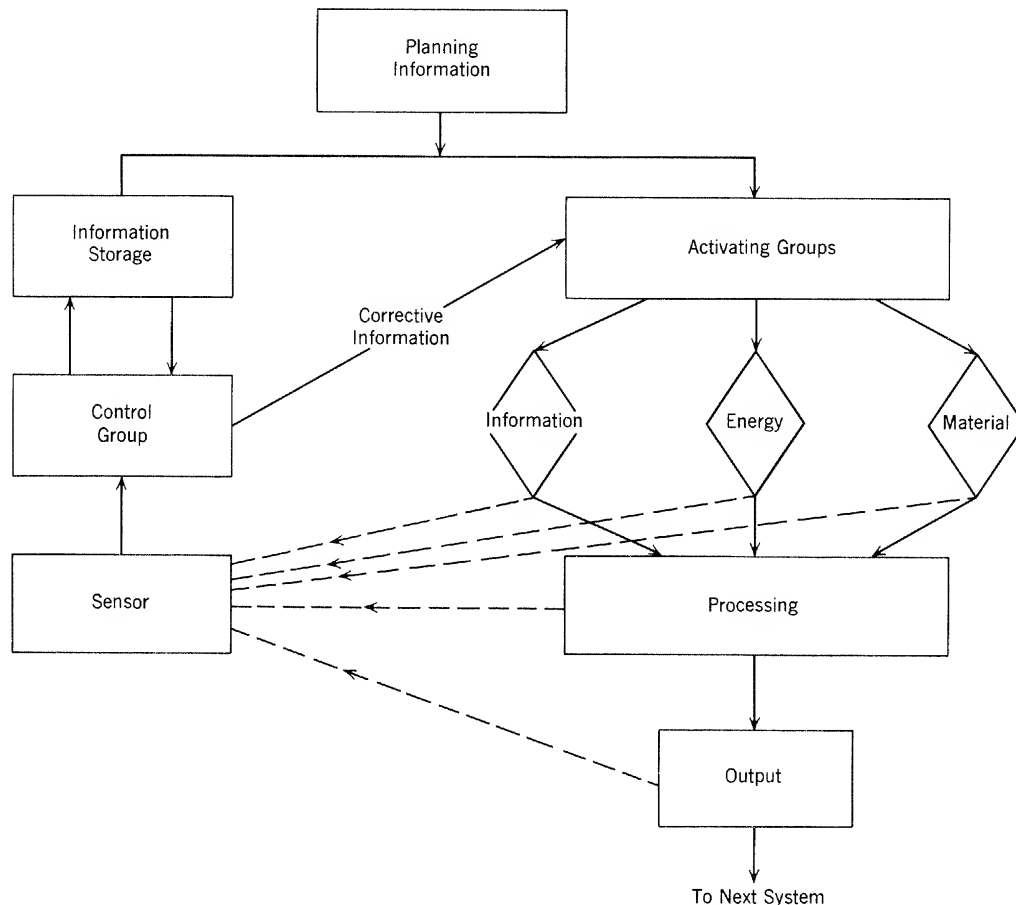 Planning
Information
Information
Storage
Activating Groups
Corrective
Information
Control
Group
Information
Energy
Material
Sensor
Processing
Output
To Next System